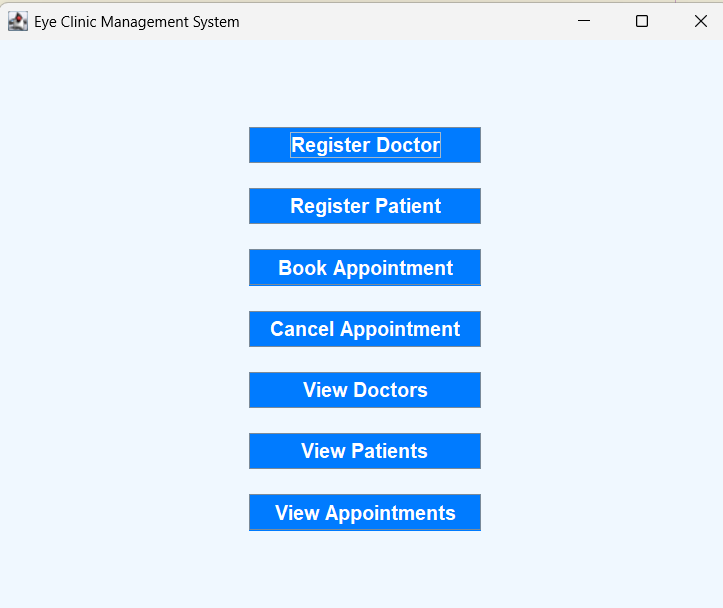 Eye Clinic Management System
Register Doctor
Register Patient
Book Appointment
Cancel Appointment
View Doctors
View Patients
View Appointments